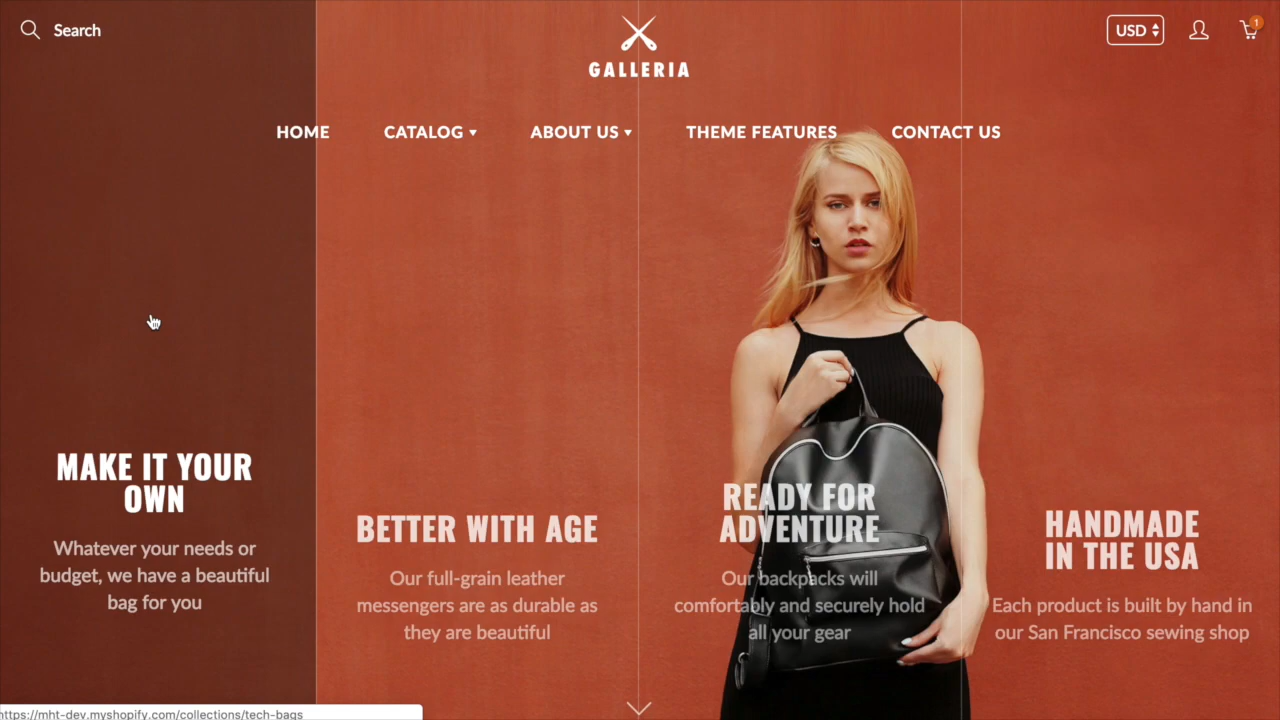 Search
GALLERIA
USD
1
HOME
CATALOG
ABOUT US
THEME FEATURES
CONTACT US
MAKE IT YOUR
OWN
Whatever your needs or
budget, we have a beautiful
bag for you
BETTER WITH AGE
Our full-grain leather
messengers are as durable as
they are beautiful
READY FOR
ADVENTURE
Our backpacks will
comfortably and securely hold
all your gear
HANDMADE
IN THE USA
Each product is built by hand in
our San Francisco sewing shop
https://mht-dev.myshopify.com/collections/tech-bags